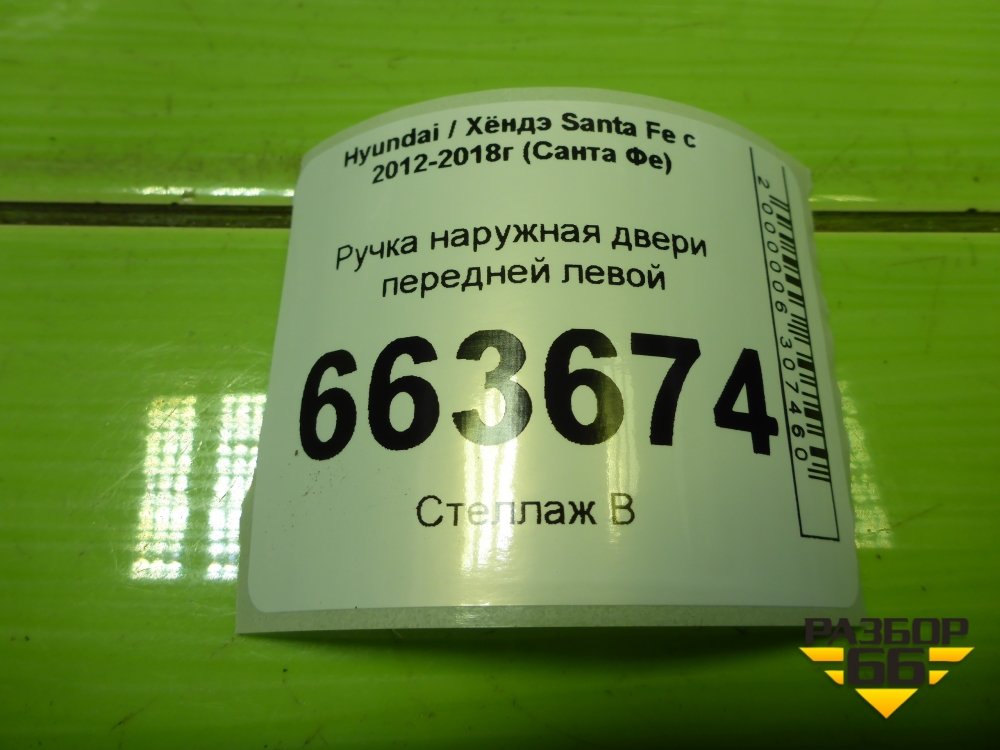 Hyundai / Хёндэ Santa Fe с
2012-2018г (Санта Фе)
Ручка наружная двери
передней левой
663674
Стеллаж В
2000006307460
РАЗБОР
66